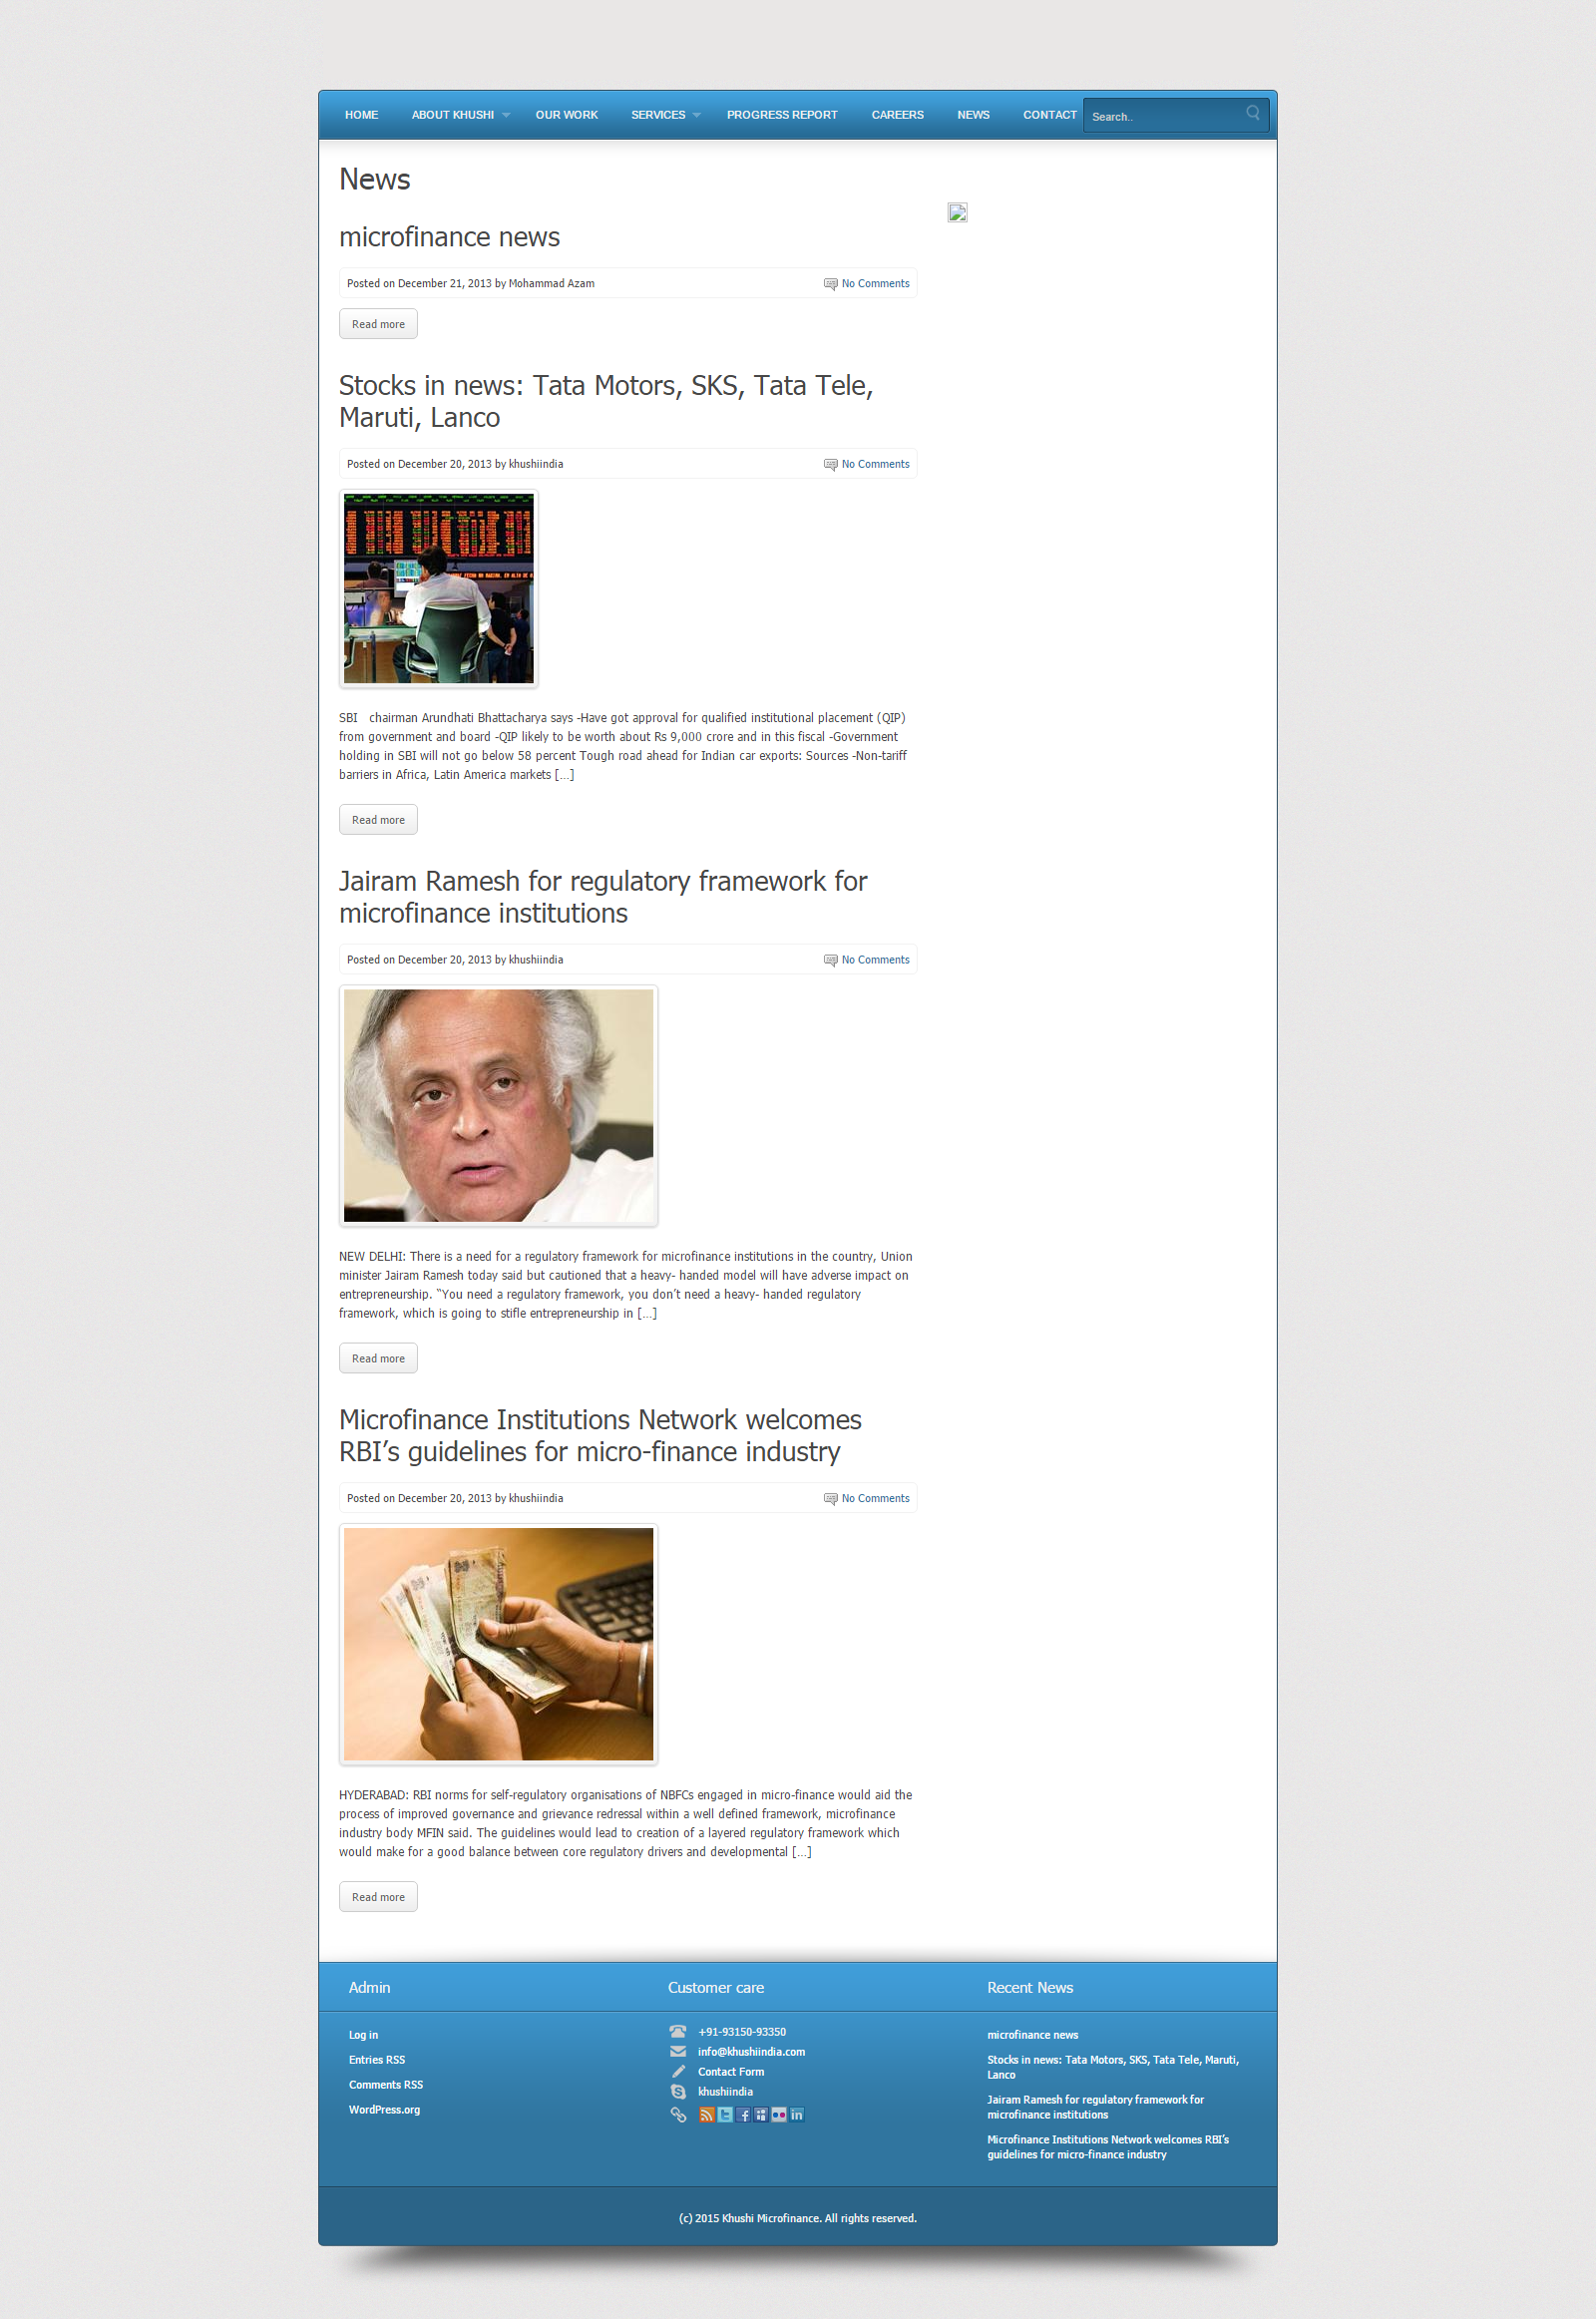 HOME ABOUT KHUSHI OUR WORK SERVICES PROGRESS REPORT CAREERS NEWS CONTACT Search..
News
microfinance news
Posted on December 21, 2013 by Mohammad Azam No Comments
Read more
Stocks in news: Tata Motors, SKS, Tata Tele,
Maruti, Lanco
Posted on December 20, 2013 by khushiindia No Comments
SBI chairman Arundhati Bhattacharya says -Have got approval for qualified institutional placement (QIP)
from government and board -QIP likely to be worth about Rs 9,000 crore and in this fiscal -Government
holding in SBI will not go below 58 percent Tough road ahead for Indian car exports: Sources -Non-tariff
barriers in Africa, Latin America markets […]
Read more
Jairam Ramesh for regulatory framework for
microfinance institutions
Posted on December 20, 2013 by khushiindia No Comments
NEW DELHI: There is a need for a regulatory framework for microfinance institutions in the country, Union
minister Jairam Ramesh today said but cautioned that a heavy- handed model will have adverse impact on
entrepreneurship. “You need a regulatory framework, you don’t need a heavy- handed regulatory
framework, which is going to stifle entrepreneurship in […]
Read more
Microfinance Institutions Network welcomes
RBI’s guidelines for micro-finance industry
Posted on December 20, 2013 by khushiindia No Comments
HYDERABAD: RBI norms for self-regulatory organisations of NBFCs engaged in micro-finance would aid the
process of improved governance and grievance redressal within a well defined framework, microfinance
industry body MFIN said. The guidelines would lead to creation of a layered regulatory framework which
would make for a good balance between core regulatory drivers and developmental […]
Read more
Admin
Log in
Entries RSS
Comments RSS
WordPress.org
Customer care
+91-93150-93350
info@khushiindia.com
Contact Form
khushiindia
Recent News
microfinance news
Stocks in news: Tata Motors, SKS, Tata Tele, Maruti,
Lanco
Jairam Ramesh for regulatory framework for
microfinance institutions
Microfinance Institutions Network welcomes RBI’s
guidelines for micro-finance industry
(c) 2015 Khushi Microfinance. All rights reserved.